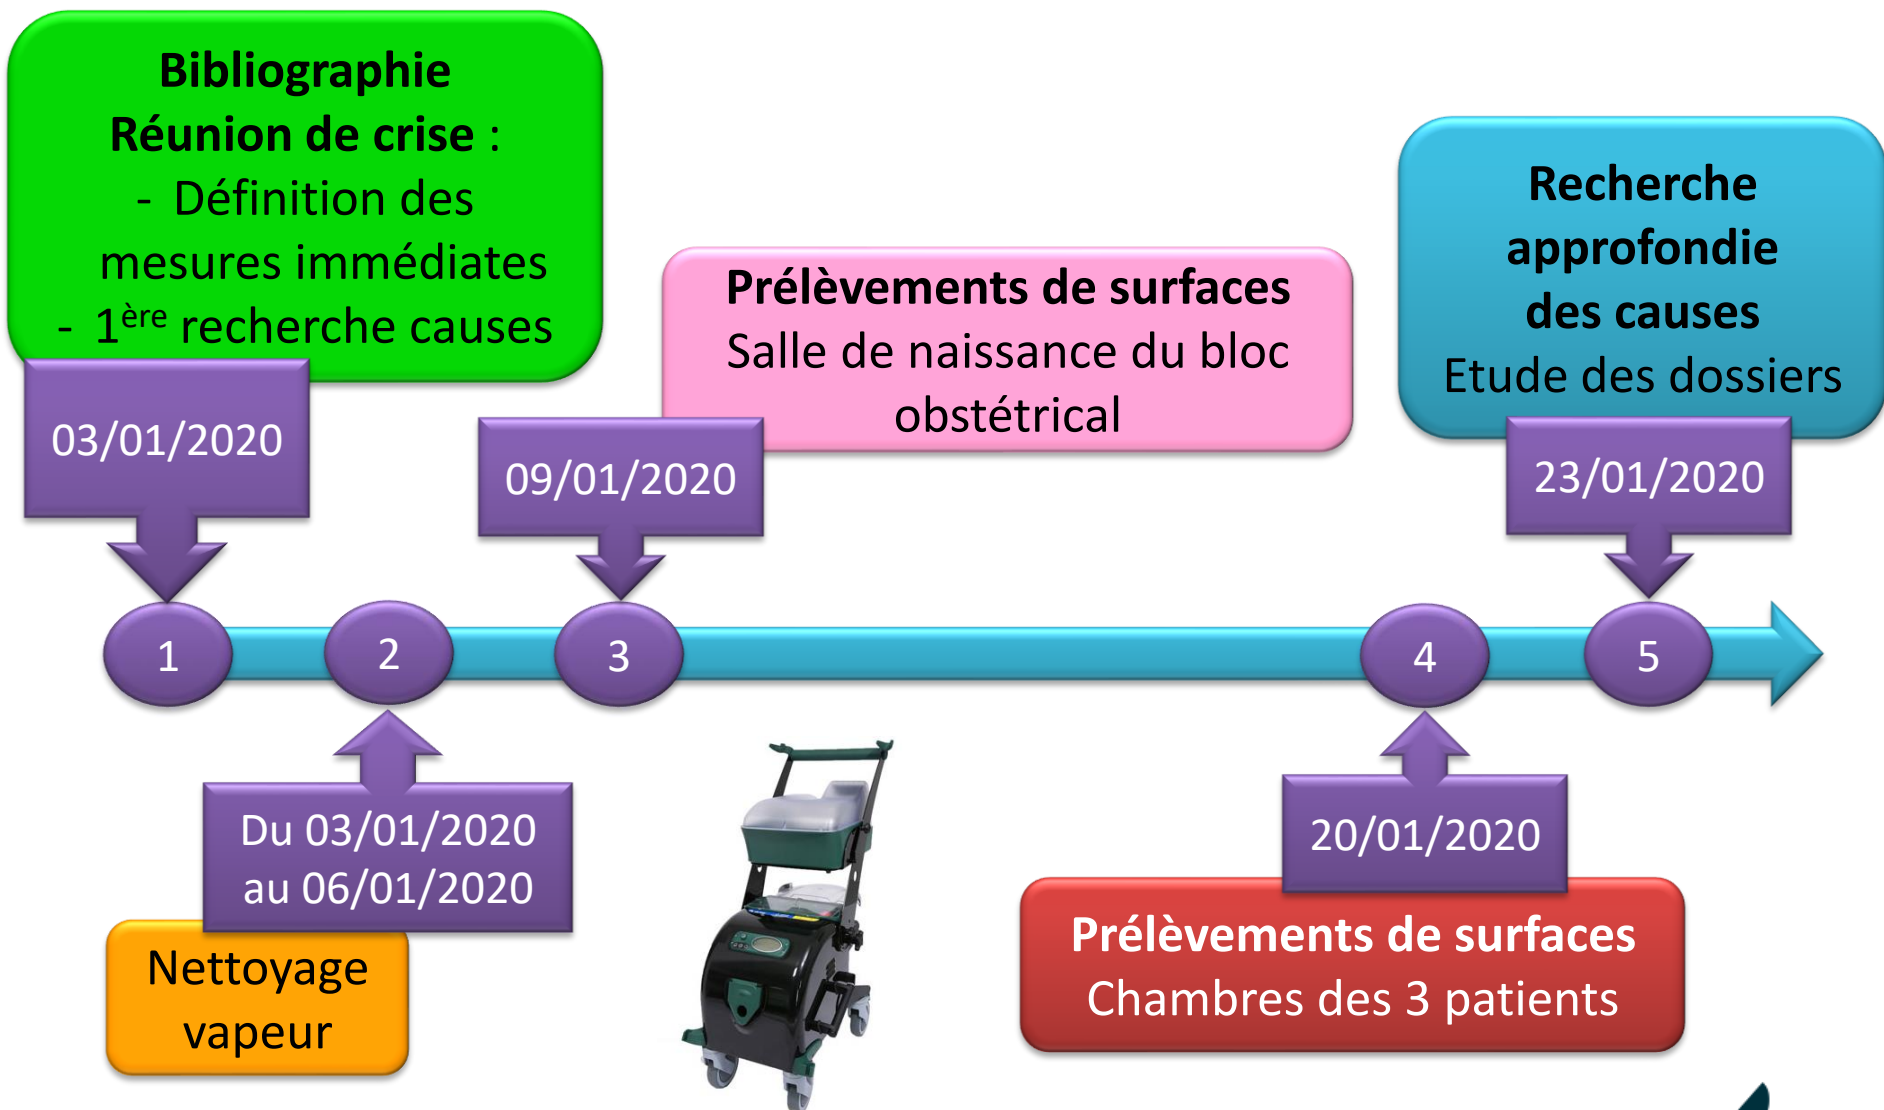 Bibliographie
Réunion de crise :
- Définition des
mesures immédiates
- 1ère recherche causes
03/01/2020
Prélèvements de surfaces
Salle de naissance du bloc
obstétrical
09/01/2020
Recherche
approfondie
des causes
Etude des dossiers
23/01/2020
1
2
3
4
5
Du 03/01/2020
au 06/01/2020
Nettoyage
vapeur
20/01/2020
Prélèvements de surfaces
Chambres des 3 patients